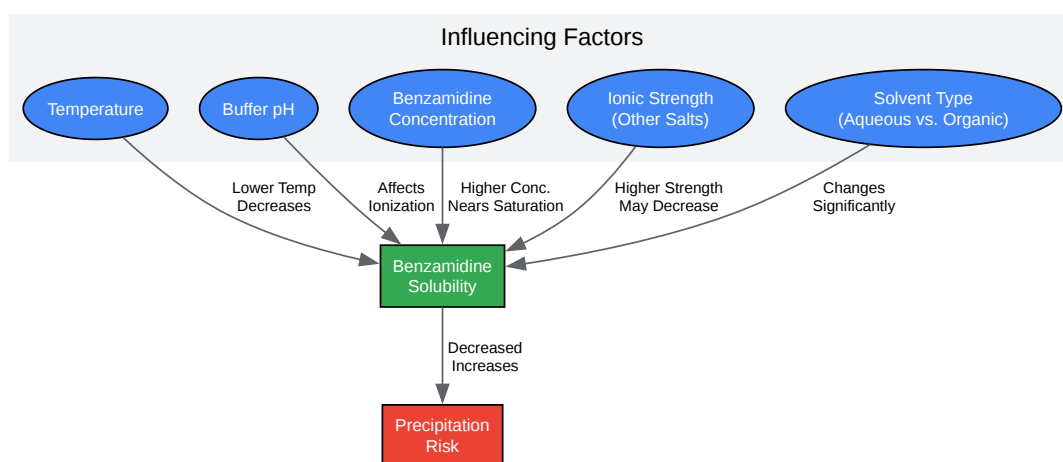 Influencing Factors
Temperature
Buffer pH
Benzamidine
Concentration
Ionic Strength
(Other Salts)
Solvent Type
(Aqueous vs. Organic)
Lower Temp
Decreases
Affects
Ionization
Higher Conc.
Nears Saturation
Higher Strength
May Decrease
Changes
Significantly
Benzamidine
Solubility
Decreased
Increases
Precipitation
Risk